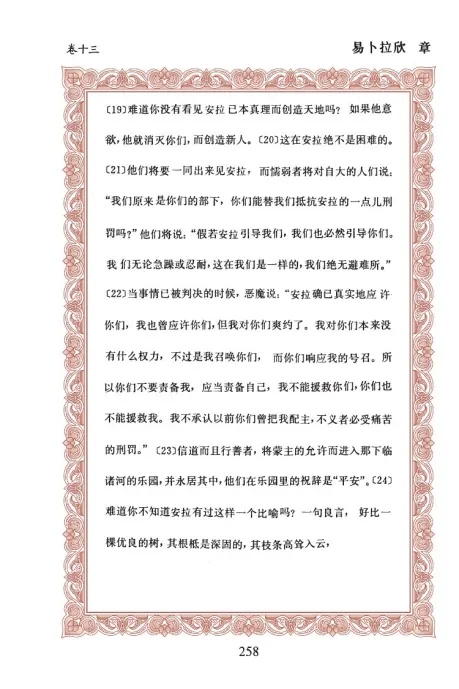 卷十三
易卜拉欣 章
〔19〕难道你没有看见安拉已本真理而创造天地吗？如果他意
欲，他就消灭你们，而创造新人。〔20〕这在安拉绝不是困难的。
〔21〕他们将要一同出来见安拉，而懦弱者将对自大的人们说：
“我们原来是你们的部下，你们能替我们抵抗安拉的一点儿刑
罚吗？”他们将说：“假若安拉引导我们，我们也必然引导你们。
我们无论急躁或忍耐，这在我们是一样的，我们绝无避难所。”
〔22〕当事情已被判决的时候，恶魔说：“安拉确已真实地应许
你们，我也曾应许你们，但我对你们爽约了。我对你们本来没
有什么权力，不过是我召唤你们，而你们响应我的号召。所
以你们不要责备我，应当责备自己，我不能援救你们，你们也
不能援救我。我不承认以前你们曾把我配主，不义者必受痛苦
的刑罚。”〔23〕信道而且行善者，将蒙主的允许而进入那下临
诸河的乐园，并永居其中，他们在乐园里的祝辞是“平安”。〔24〕
难道你不知道安拉有过这样一个比喻吗？一句良言，好比一
棵优良的树，其根柢是深固的，其枝条高耸入云，
258